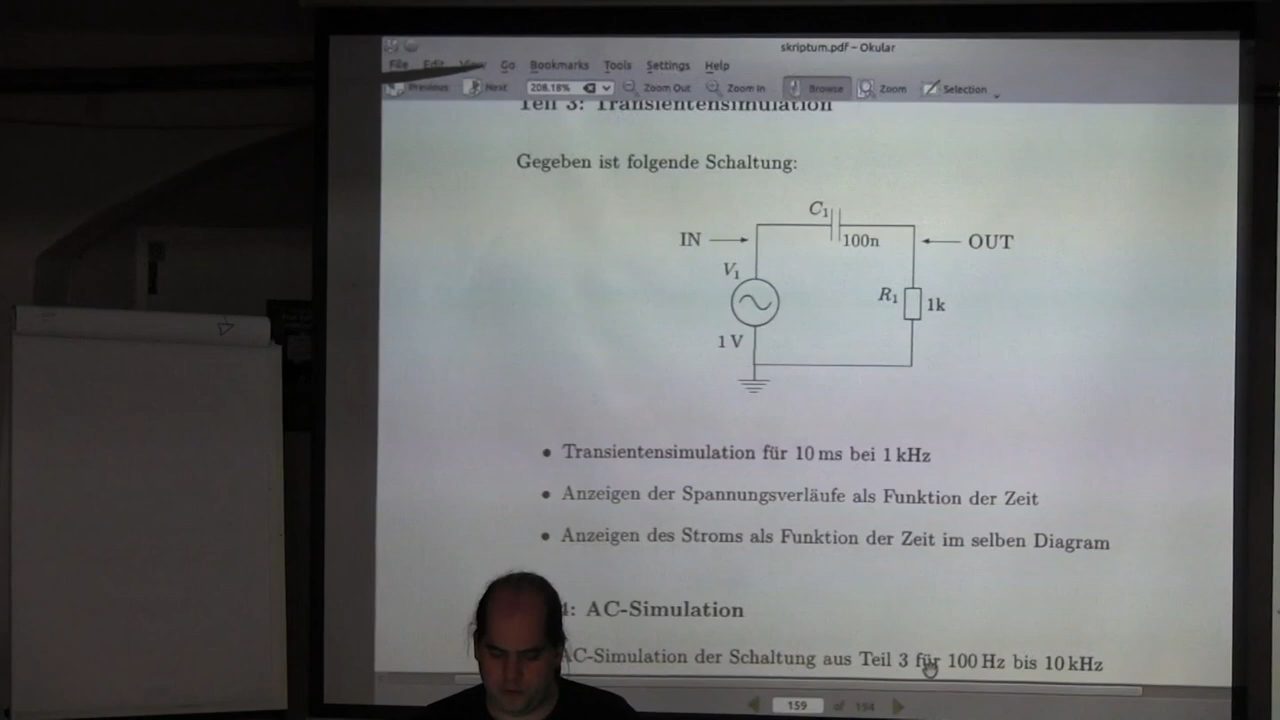 skriptum.pdf – Okular
File Edit View Go Bookmarks Tools Settings Help
Previous Next 208.18% Zoom Out Zoom In Browse Zoom Selection
Teil 3: Transientensimulation
Gegeben ist folgende Schaltung:
C1
IN
100n
OUT
V1
R1
1k
1 V
• Transientensimulation für 10 ms bei 1 kHz
• Anzeigen der Spannungsverläufe als Funktion der Zeit
• Anzeigen des Stroms als Funktion der Zeit im selben Diagram
4: AC-Simulation
AC-Simulation der Schaltung aus Teil 3 für 100 Hz bis 10 kHz
159 of 194